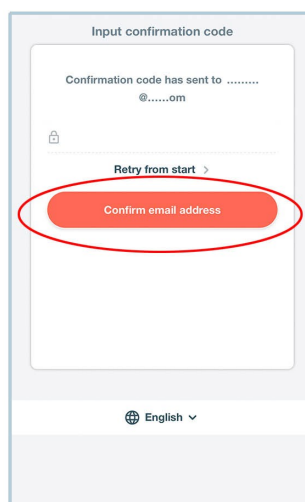 Input confirmation code
Confirmation code has sent to .........
@......om
Retry from start >
Confirm email address
English